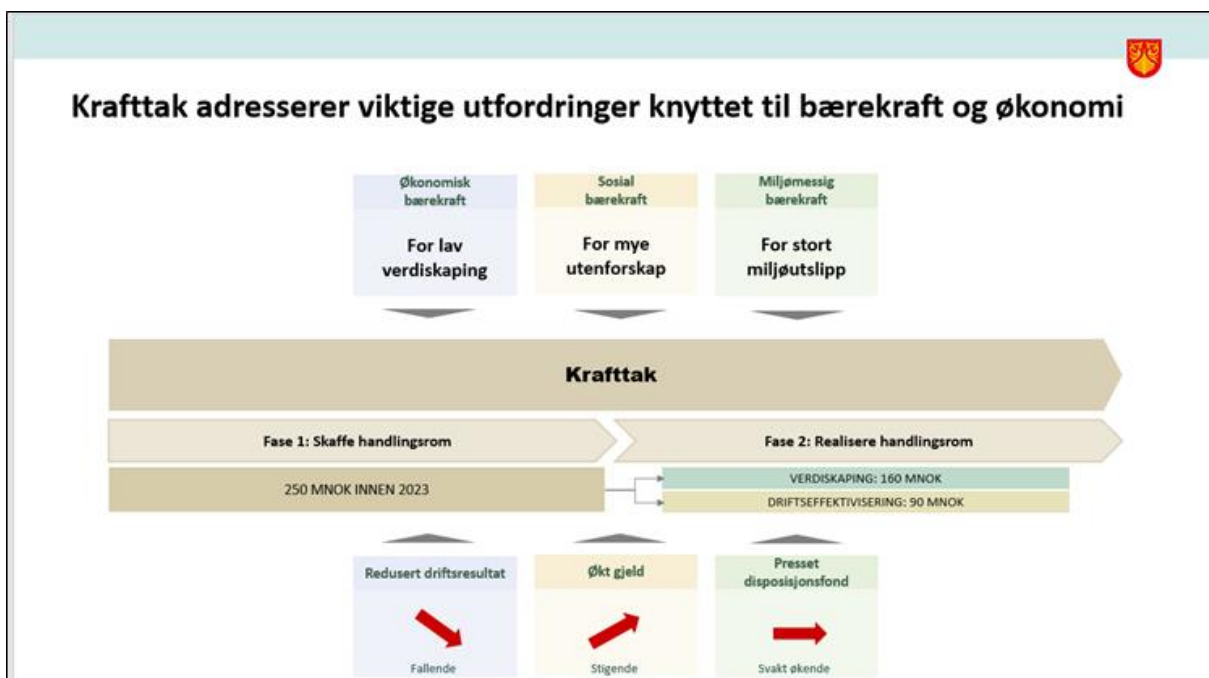 Krafttak adresserer viktige utfordringer knyttet til bærekraft og økonomi
Økonomisk
bærekraft
For lav
verdiskaping
Sosial
bærekraft
For mye
utenforskap
Miljømessig
bærekraft
For stort
miljøutslipp
Krafttak
Fase 1: Skaffe handlingsrom
Fase 2: Realisere handlingsrom
250 MNOK INNEN 2023
VERDISKAPING: 160 MNOK
DRIFTSEFFEKTIVISERING: 90 MNOK
Redusert driftsresultat
Fallende
Økt gjeld
Stigende
Presset
disposisjonsfond
Svakt økende